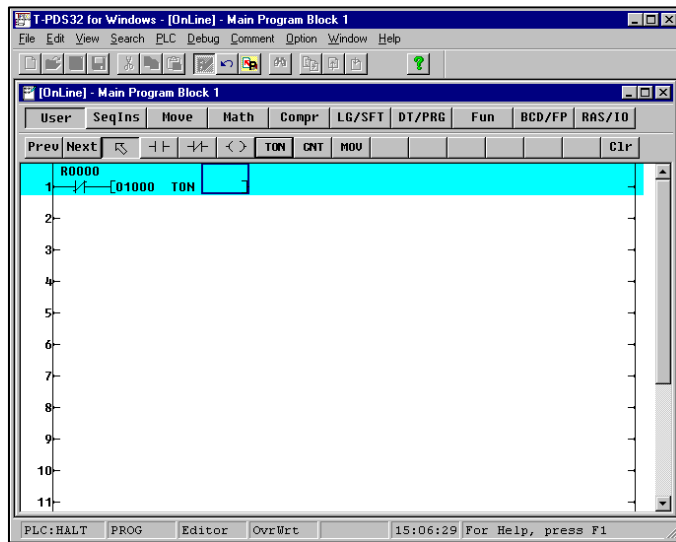 T-PDS32 for Windows - [OnLine] - Main Program Block 1
File Edit View Search PLC Debug Comment Option Window Help
[OnLine] - Main Program Block 1
User SeqIns Move Math Compr LG/SFT DT/PRG Fun BCD/FP RAS/IO
Prev Next TON CNT MOV Clr
R0000
1 [01000 TON ]
2
3
4
5
6
7
8
9
10
11
PLC:HALT PROG Editor OvrWrt 15:06:29 For Help, press F1